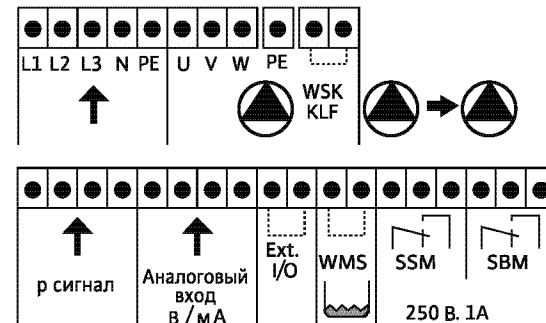 L1 L2 L3 N PE U V W PE
WSK
KLF
p сигнал
Аналоговый
вход
В / мА
Ext.
I/O
WMS
SSM
SBM
250 В. 1А